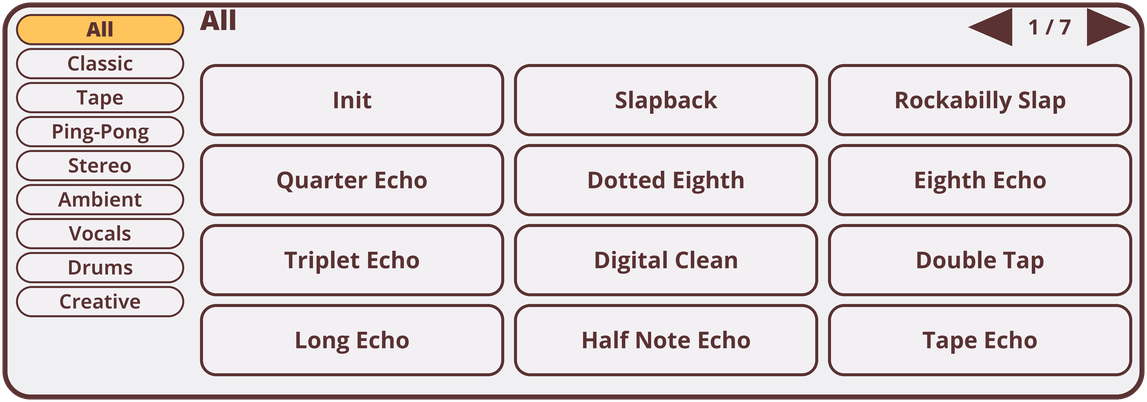 All
Classic
Tape
Ping-Pong
Stereo
Ambient
Vocals
Drums
Creative
All
1 / 7
Init
Slapback
Rockabilly Slap
Quarter Echo
Dotted Eighth
Eighth Echo
Triplet Echo
Digital Clean
Double Tap
Long Echo
Half Note Echo
Tape Echo